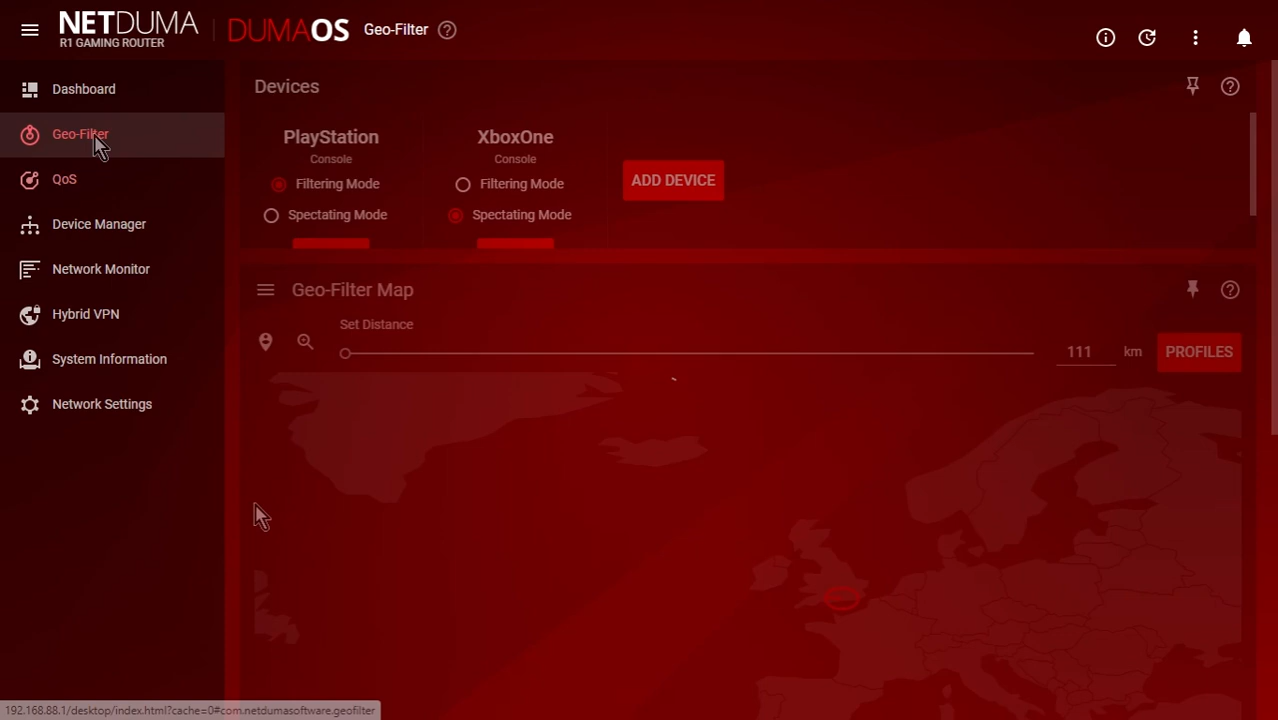 NETDUMA
R1 GAMING ROUTER
DUMAOS
Geo-Filter
Dashboard
Geo-Filter
QoS
Device Manager
Network Monitor
Hybrid VPN
System Information
Network Settings
Devices
PlayStation
Console
Filtering Mode
Spectating Mode
XboxOne
Console
Filtering Mode
Spectating Mode
ADD DEVICE
Geo-Filter Map
Set Distance
111 km
PROFILES
192.168.88.1/desktop/index.html?cache=0#com.netdumasoftware.geofilter